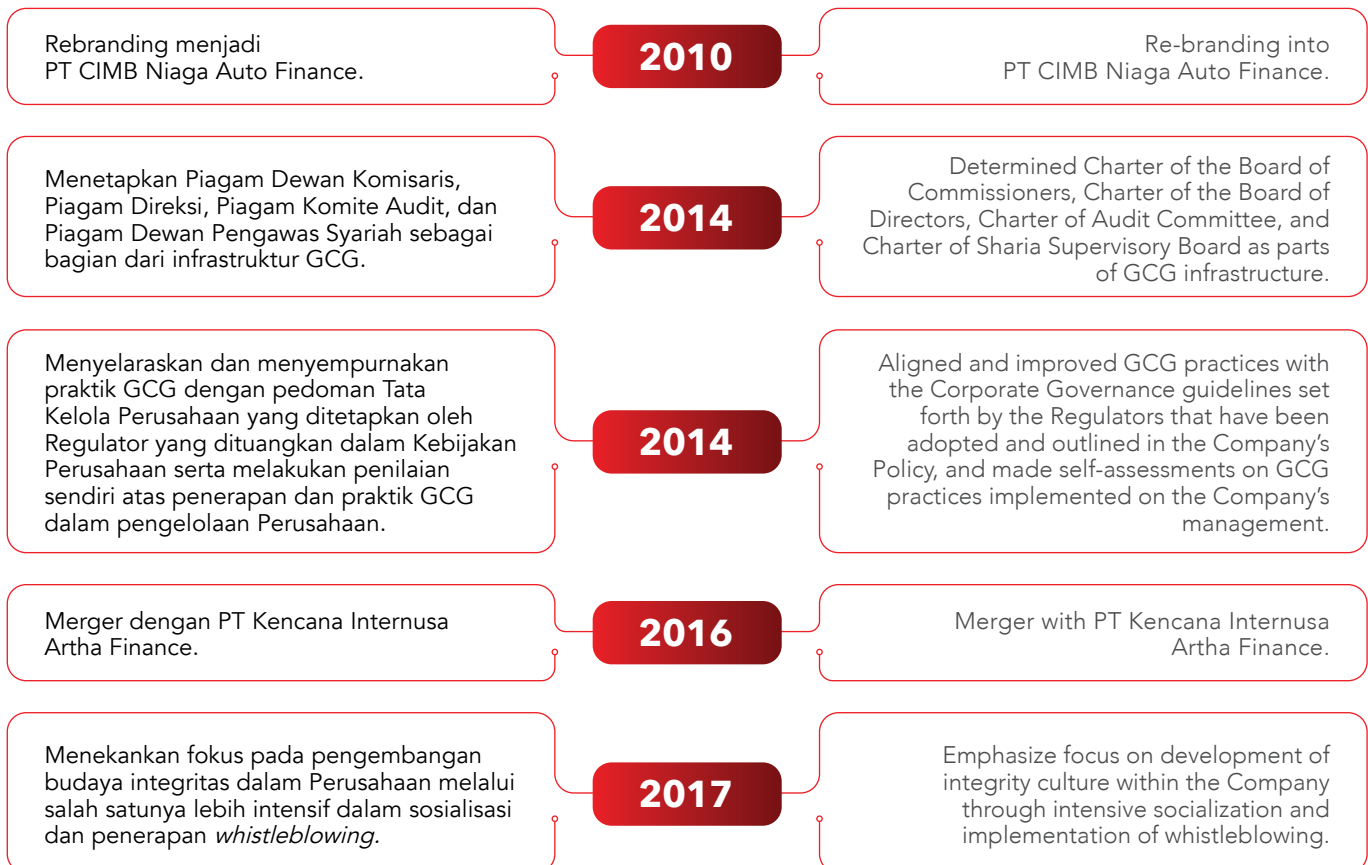 Rebranding menjadi
PT CIMB Niaga Auto Finance.
2010
Re-branding into
PT CIMB Niaga Auto Finance.
Menetapkan Piagam Dewan Komisaris,
Piagam Direksi, Piagam Komite Audit, dan
Piagam Dewan Pengawas Syariah sebagai
bagian dari infrastruktur GCG.
2014
Determined Charter of the Board of
Commissioners, Charter of the Board of
Directors, Charter of Audit Committee, and
Charter of Sharia Supervisory Board as parts
of GCG infrastructure.
Menyelaraskan dan menyempurnakan
praktik GCG dengan pedoman Tata
Kelola Perusahaan yang ditetapkan oleh
Regulator yang dituangkan dalam Kebijakan
Perusahaan serta melakukan penilaian
sendiri atas penerapan dan praktik GCG
dalam pengelolaan Perusahaan.
2014
Aligned and improved GCG practices with
the Corporate Governance guidelines set
forth by the Regulators that have been
adopted and outlined in the Company's
Policy, and made self-assessments on GCG
practices implemented on the Company's
management.
Merger dengan PT Kencana Internusa
Artha Finance.
2016
Merger with PT Kencana Internusa
Artha Finance.
Menekankan fokus pada pengembangan
budaya integritas dalam Perusahaan melalui
salah satunya lebih intensif dalam sosialisasi
dan penerapan whistleblowing.
2017
Emphasize focus on development of
integrity culture within the Company
through intensive socialization and
implementation of whistleblowing.